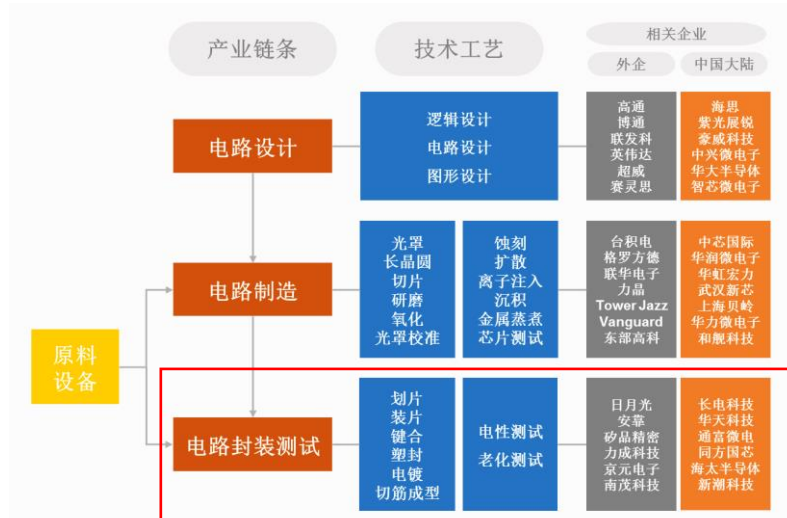 产业链条
技术工艺
相关企业
外企
中国大陆
电路设计
逻辑设计
电路设计
图形设计
高通
博通
联发科
英伟达
超威
赛灵思
海思
紫光展锐
豪威科技
中兴微电子
华大半导体
智芯微电子
原料
设备
电路制造
光罩
长晶圆
切片
研磨
氧化
光罩校准
蚀刻
扩散
离子注入
沉积
金属蒸煮
芯片测试
台积电
格罗方德
联华电子
力晶
Tower Jazz
Vanguard
东部高科
中芯国际
华润微电子
华虹宏力
武汉新芯
上海贝岭
华力微电子
和舰科技
电路封装测试
划片
装片
键合
塑封
电镀
切筋成型
电性测试
老化测试
日月光
安靠
矽品精密
力成科技
京元电子
南茂科技
长电科技
华天科技
通富微电
同方国芯
海太半导体
新潮科技